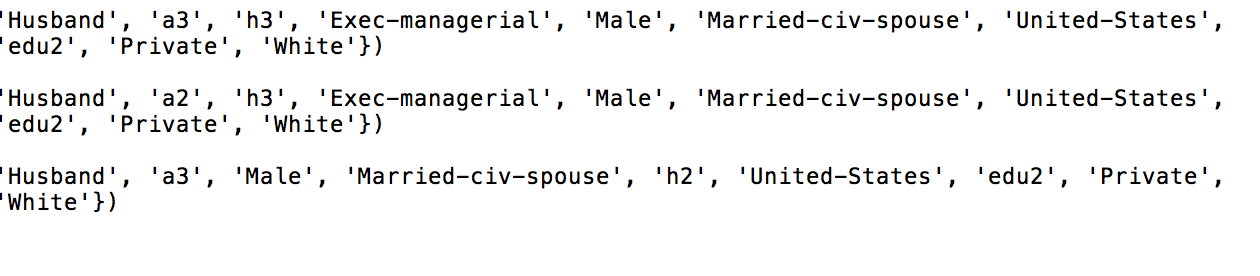 'Husband', 'a3', 'h3', 'Exec-managerial', 'Male', 'Married-civ-spouse', 'United-States',
'edu2', 'Private', 'White'})
'Husband', 'a2', 'h3', 'Exec-managerial', 'Male', 'Married-civ-spouse', 'United-States',
'edu2', 'Private', 'White'})
'Husband', 'a3', 'Male', 'Married-civ-spouse', 'h2', 'United-States', 'edu2', 'Private',
'White'})